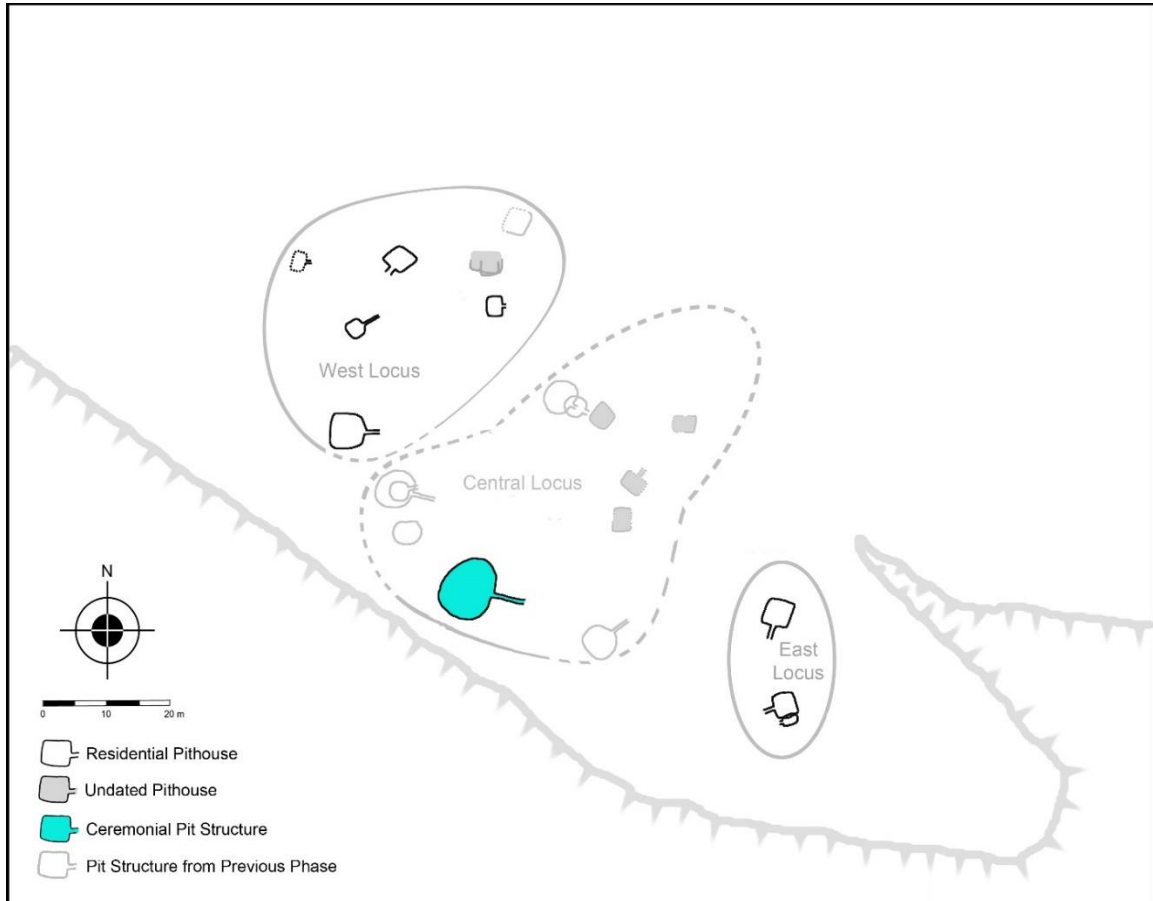 West Locus
Central Locus
East
Locus
N
0 10 20 m
Residential Pithouse
Undated Pithouse
Ceremonial Pit Structure
Pit Structure from Previous Phase